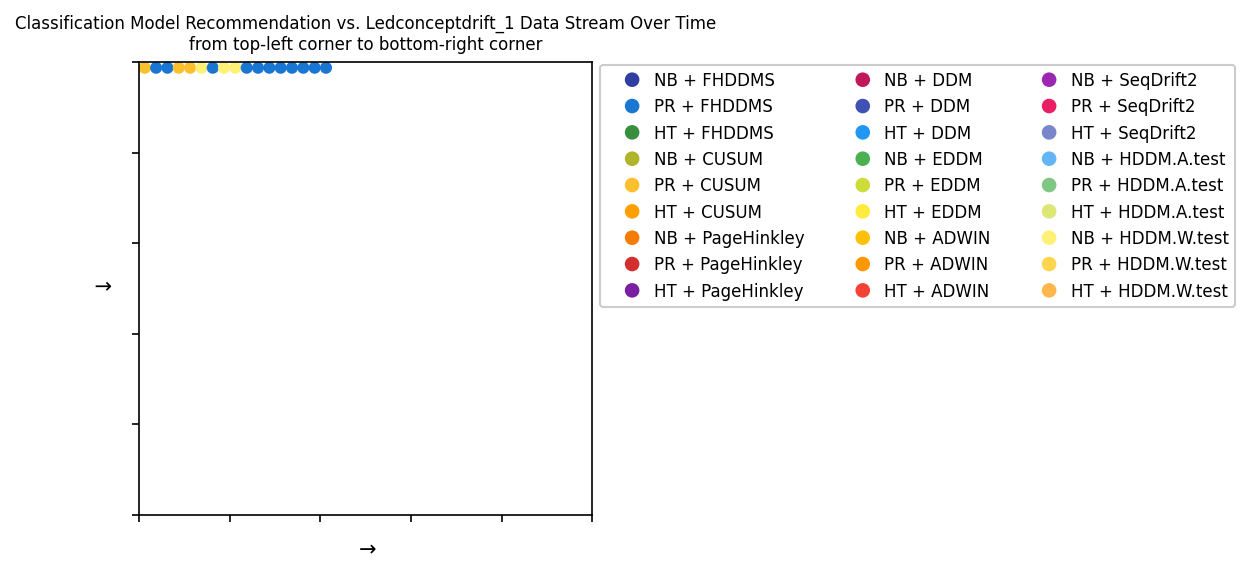 Classification Model Recommendation vs. Ledconceptdrift_1 Data Stream Over Time
from top-left corner to bottom-right corner
NB + FHDDMS
PR + FHDDMS
HT + FHDDMS
NB + CUSUM
PR + CUSUM
HT + CUSUM
NB + PageHinkley
PR + PageHinkley
HT + PageHinkley
NB + DDM
PR + DDM
HT + DDM
NB + EDDM
PR + EDDM
HT + EDDM
NB + ADWIN
PR + ADWIN
HT + ADWIN
NB + SeqDrift2
PR + SeqDrift2
HT + SeqDrift2
NB + HDDM.A.test
PR + HDDM.A.test
HT + HDDM.A.test
NB + HDDM.W.test
PR + HDDM.W.test
HT + HDDM.W.test
→
→